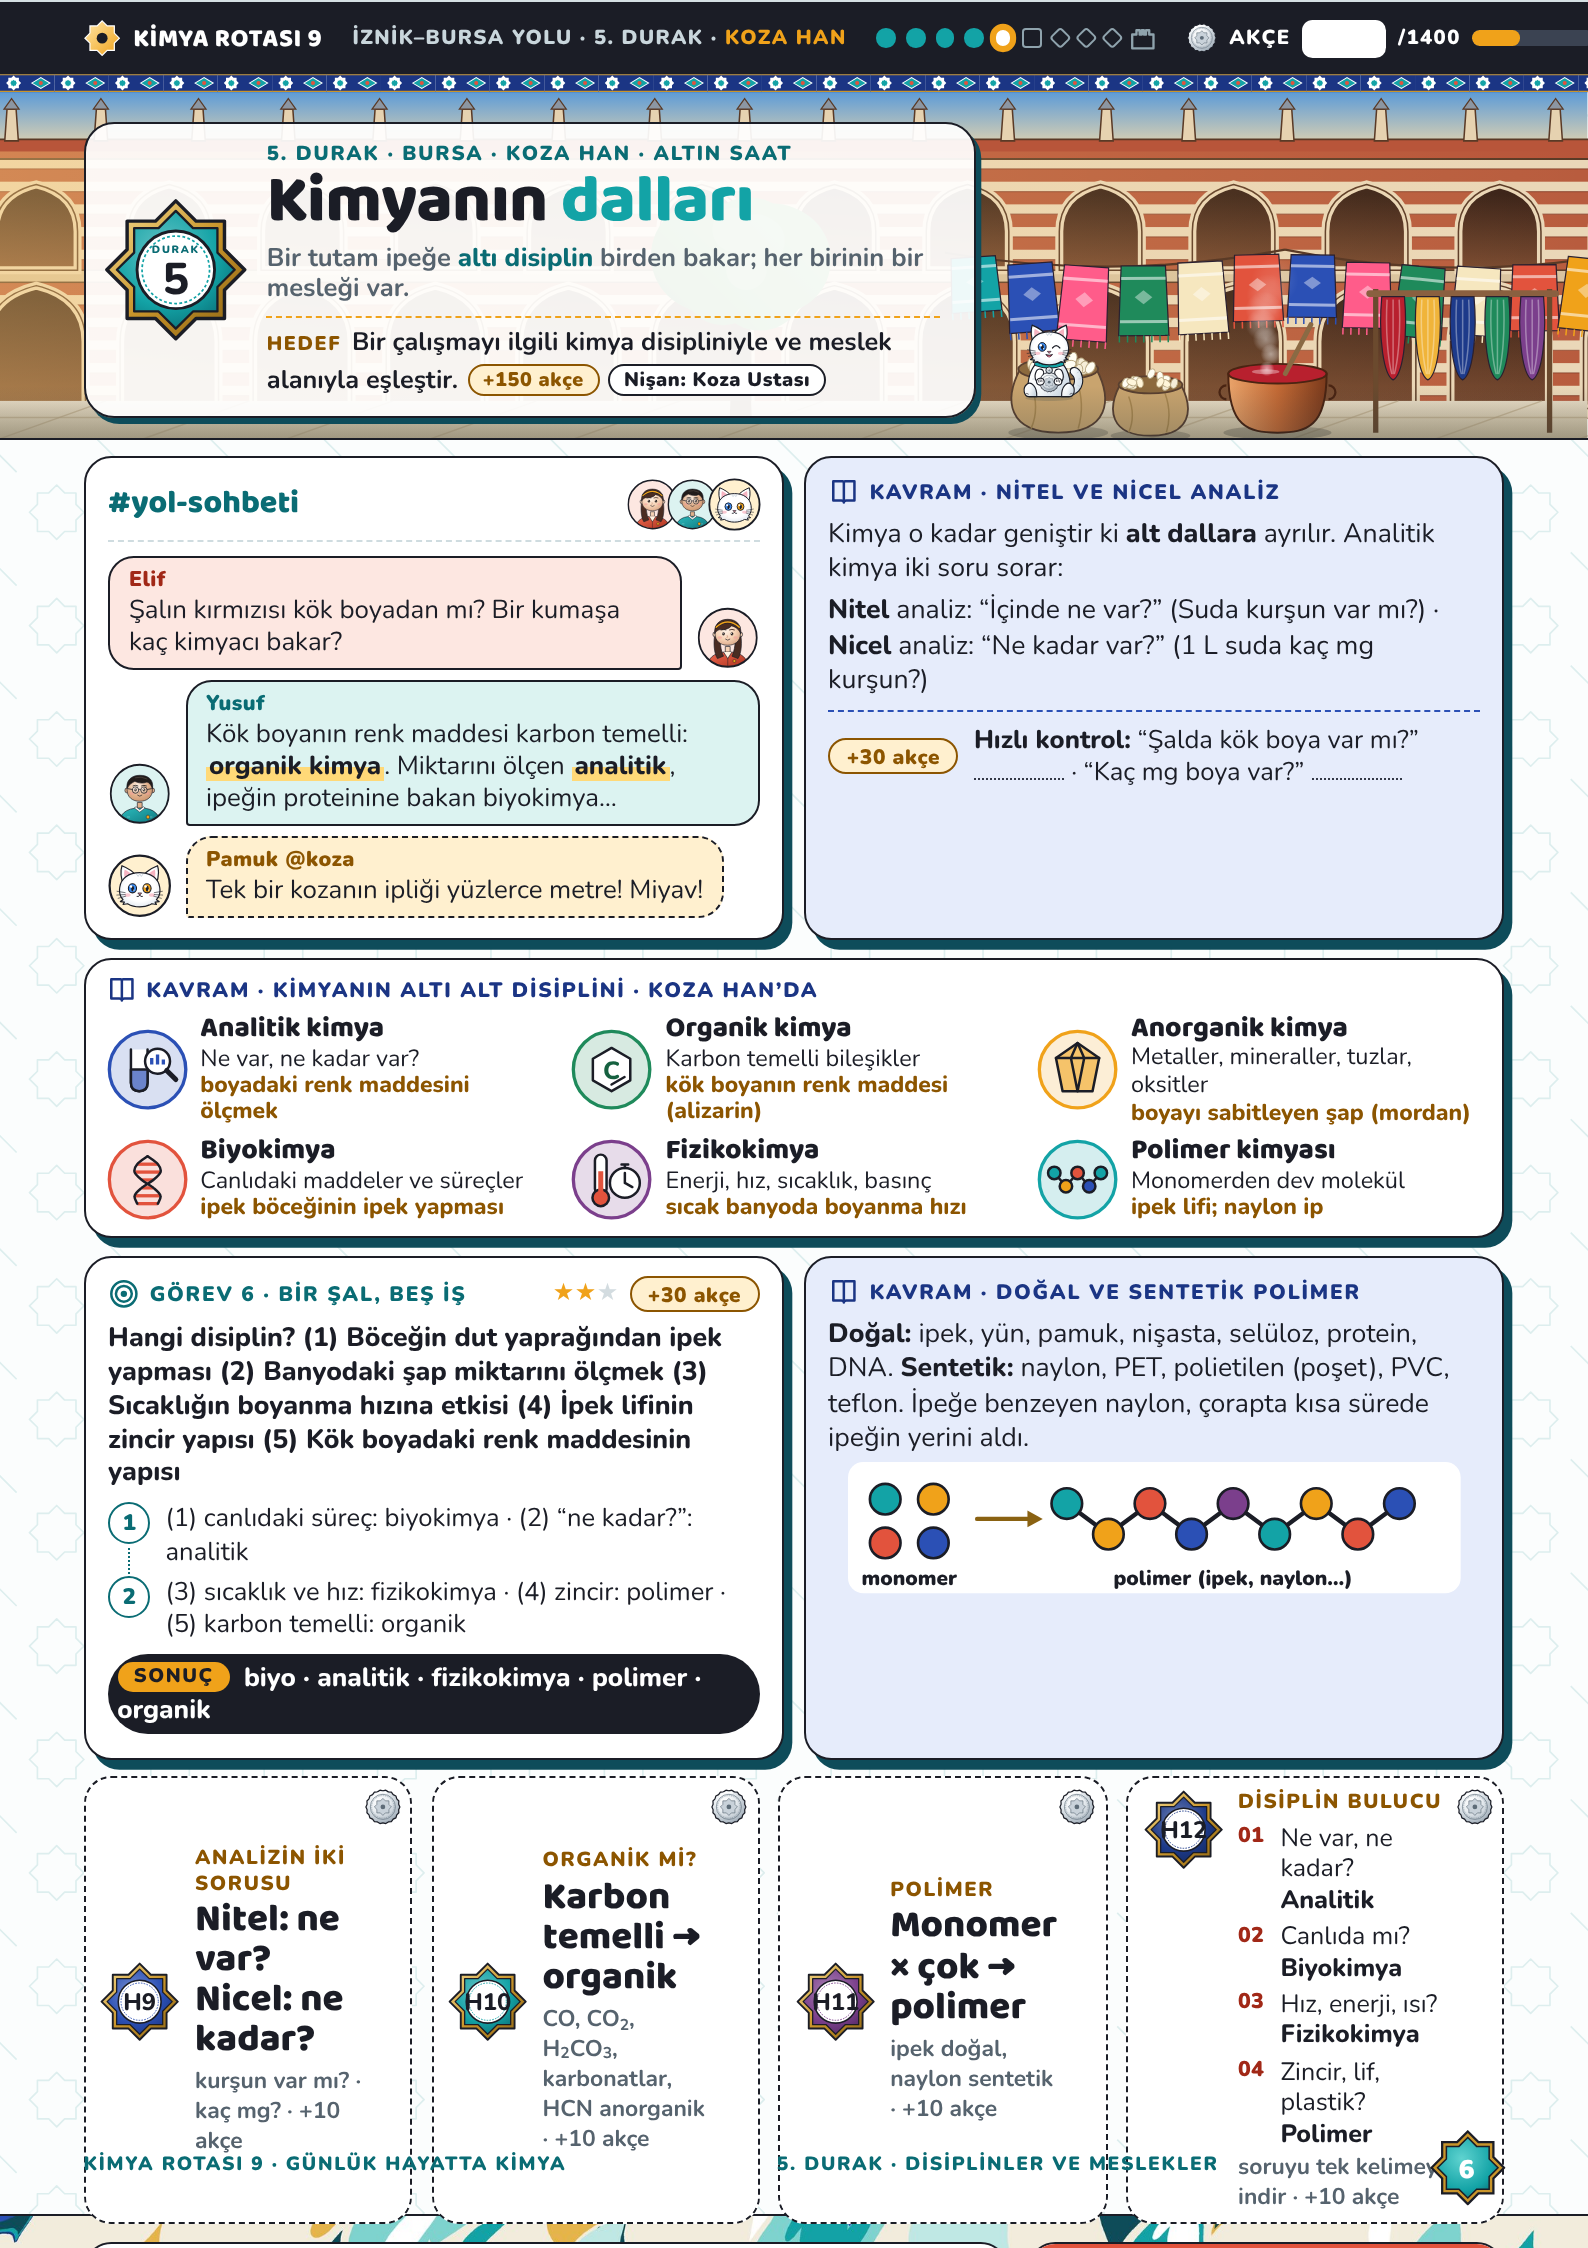 KİMYA ROTASI 9 İZNİK–BURSA YOLU · 5. DURAK · KOZA HAN AKÇE /1400
5. DURAK · BURSA · KOZA HAN · ALTIN SAAT
Kimyanın dalları
DURAK
5
Bir tutam ipeğe altı disiplin birden bakar; her birinin bir
mesleği var.
HEDEF Bir çalışmayı ilgili kimya disipliniyle ve meslek
alanıyla eşleştir. +150 akçe Nişan: Koza Ustası
#yol-sohbeti
Elif
Şalın kırmızısı kök boyadan mı? Bir kumaşa
kaç kimyacı bakar?
Yusuf
Kök boyanın renk maddesi karbon temelli:
organik kimya. Miktarını ölçen analitik,
ipeğin proteinine bakan biyokimya...
Pamuk @koza
Tek bir kozanın ipliği yüzlerce metre! Miyav!
KAVRAM · NİTEL VE NİCEL ANALİZ
Kimya o kadar geniştir ki alt dallara ayrılır. Analitik
kimya iki soru sorar:
Nitel analiz: “İçinde ne var?” (Suda kurşun var mı?) ·
Nicel analiz: “Ne kadar var?” (1 L suda kaç mg
kurşun?)
+30 akçe
Hızlı kontrol: “Şalda kök boya var mı?”
· “Kaç mg boya var?”
KAVRAM · KİMYANIN ALTI ALT DİSİPLİNİ · KOZA HAN’DA
Analitik kimya
Ne var, ne kadar var?
boyadaki renk maddesini
ölçmek
Organik kimya
Karbon temelli bileşikler
kök boyanın renk maddesi
(alizarin)
C
Anorganik kimya
Metaller, mineraller, tuzlar,
oksitler
boyayı sabitleyen şap (mordan)
Biyokimya
Canlıdaki maddeler ve süreçler
ipek böceğinin ipek yapması
Fizikokimya
Enerji, hız, sıcaklık, basınç
sıcak banyoda boyanma hızı
Polimer kimyası
Monomerden dev molekül
ipek lifi; naylon ip
GÖREV 6 · BİR ŞAL, BEŞ İŞ +30 akçe
Hangi disiplin? (1) Böceğin dut yaprağından ipek
yapması (2) Banyodaki şap miktarını ölçmek (3)
Sıcaklığın boyanma hızına etkisi (4) İpek lifinin
zincir yapısı (5) Kök boyadaki renk maddesinin
yapısı
1 (1) canlıdaki süreç: biyokimya · (2) “ne kadar?”:
analitik
2 (3) sıcaklık ve hız: fizikokimya · (4) zincir: polimer ·
(5) karbon temelli: organik
SONUÇ biyo · analitik · fizikokimya · polimer ·
organik
KAVRAM · DOĞAL VE SENTETİK POLİMER
Doğal: ipek, yün, pamuk, nişasta, selüloz, protein,
DNA. Sentetik: naylon, PET, polietilen (poşet), PVC,
teflon. İpeğe benzeyen naylon, çorapta kısa sürede
ipeğin yerini aldı.
monomer polimer (ipek, naylon...)
H9
ANALİZİN İKİ
SORUSU
Nitel: ne
var?
Nicel: ne
kadar?
kurşun var mı? ·
kaç mg? · +10
akçe
H10
ORGANİK Mİ?
Karbon
temelli →
organik
CO, CO₂,
H₂CO₃,
karbonatlar,
HCN anorganik
· +10 akçe
H11
POLİMER
Monomer
× çok →
polimer
ipek doğal,
naylon sentetik
· +10 akçe
H12
DİSİPLİN BULUCU
01 Ne var, ne
kadar?
Analitik
02 Canlıda mı?
Biyokimya
03 Hız, enerji, ısı?
Fizikokimya
04 Zincir, lif,
plastik?
Polimer
soruyu tek kelimeye
indir · +10 akçe
KİMYA ROTASI 9 · GÜNLÜK HAYATTA KİMYA 5. DURAK · DİSİPLİNLER VE MESLEKLER 6